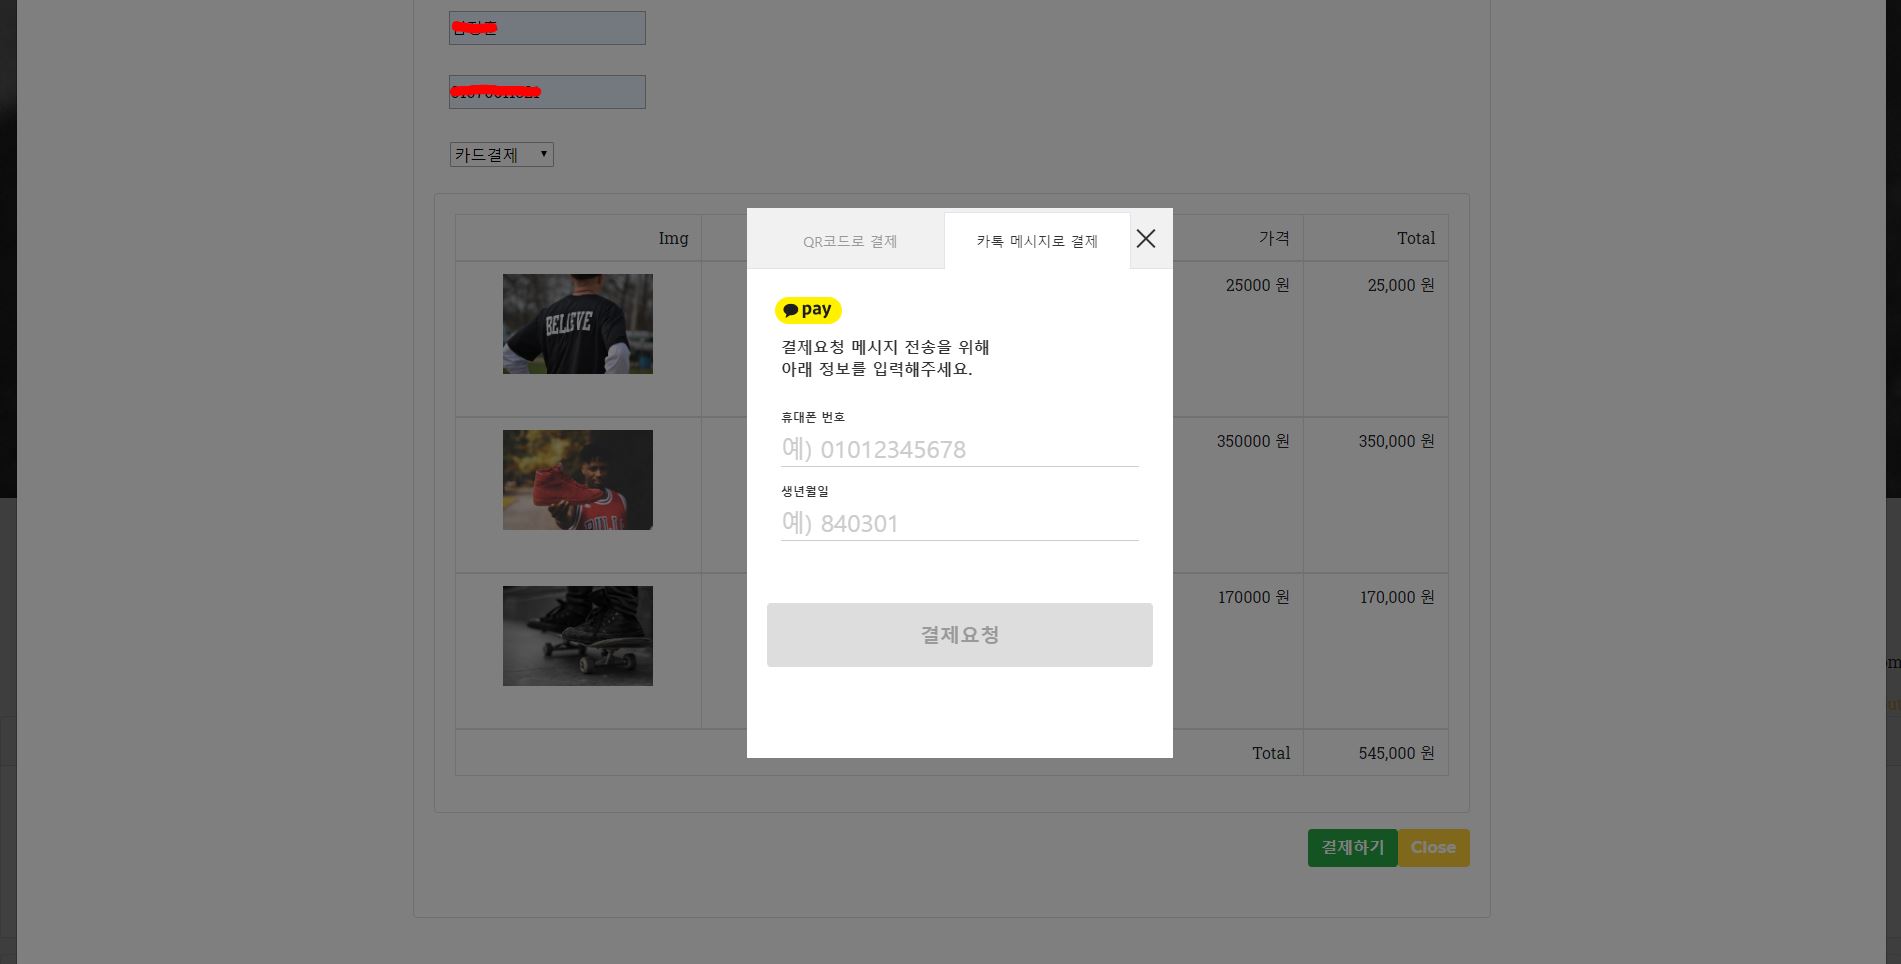 카드결제
Img
가격
Total
QR코드로 결제
카톡 메시지로 결제
pay
결제요청 메시지 전송을 위해
아래 정보를 입력해주세요.
휴대폰 번호
예) 01012345678
생년월일
예) 840301
결제요청
BELIEVE
25000 원
25,000 원
BULLS
350000 원
350,000 원
170000 원
170,000 원
Total
545,000 원
결제하기
Close